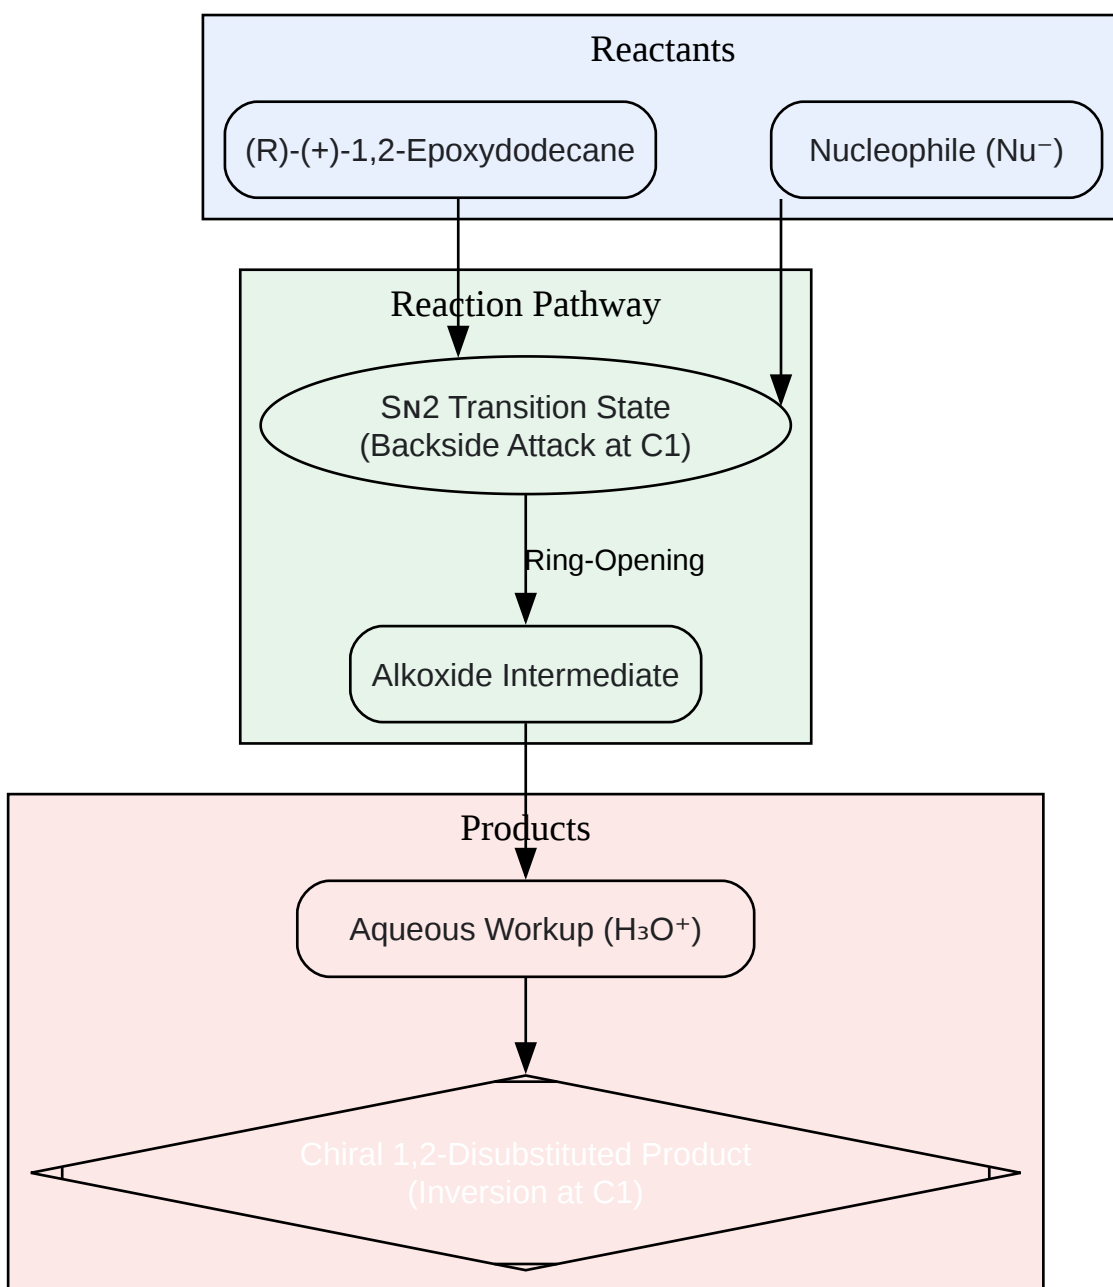 Reactants
(R)-(+)-1,2-Epoxydodecane
Nucleophile (Nu⁻)
Reaction Pathway
Sɴ2 Transition State
(Backside Attack at C1)
Ring-Opening
Alkoxide Intermediate
Products
Aqueous Workup (H₃O⁺)
Chiral 1,2-Disubstituted Product
(Inversion at C1)